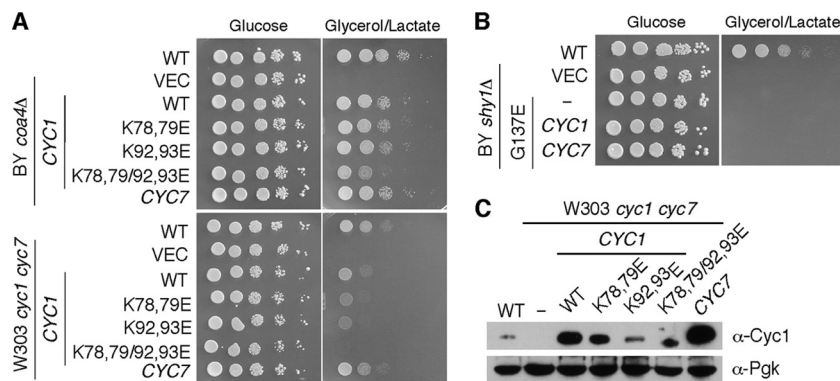 A
Glucose Glycerol/Lactate
WT
VEC
WT
K78,79E
K92,93E
K78,79/92,93E
CYC7
BY coa4Δ
CYC1
WT
VEC
WT
K78,79E
K92,93E
K78,79/92,93E
CYC7
W303 cyc1 cyc7
CYC1
B
Glucose Glycerol/Lactate
WT
VEC
–
CYC1
CYC7
BY shy1Δ
G137E
C
W303 cyc1 cyc7
CYC1
WT – WT K78,79E K92,93E K78,79/92,93E CYC7
α-Cyc1
α-Pgk